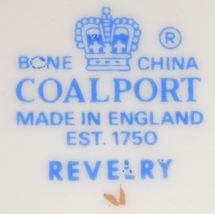 ®
BONE CHINA
COALPORT
MADE IN ENGLAND
EST. 1750
REVELRY